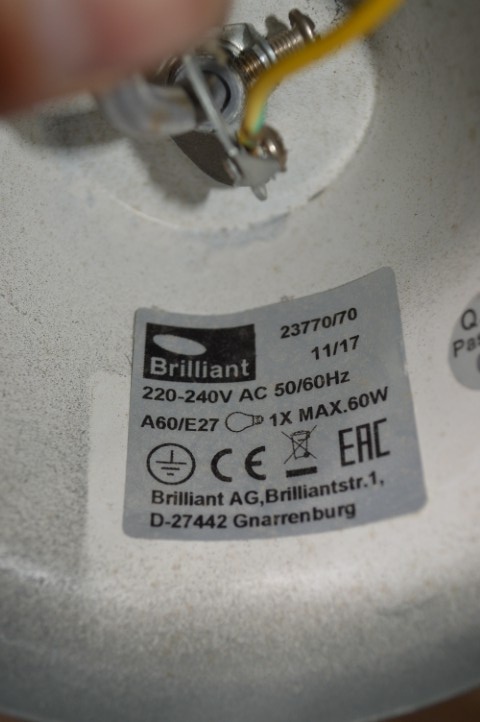 Brilliant
23770/70
11/17
220-240V AC 50/60Hz
A60/E27 1X MAX.60W
CE EAC
Brilliant AG,Brilliantstr.1,
D-27442 Gnarrenburg
Q
Pas